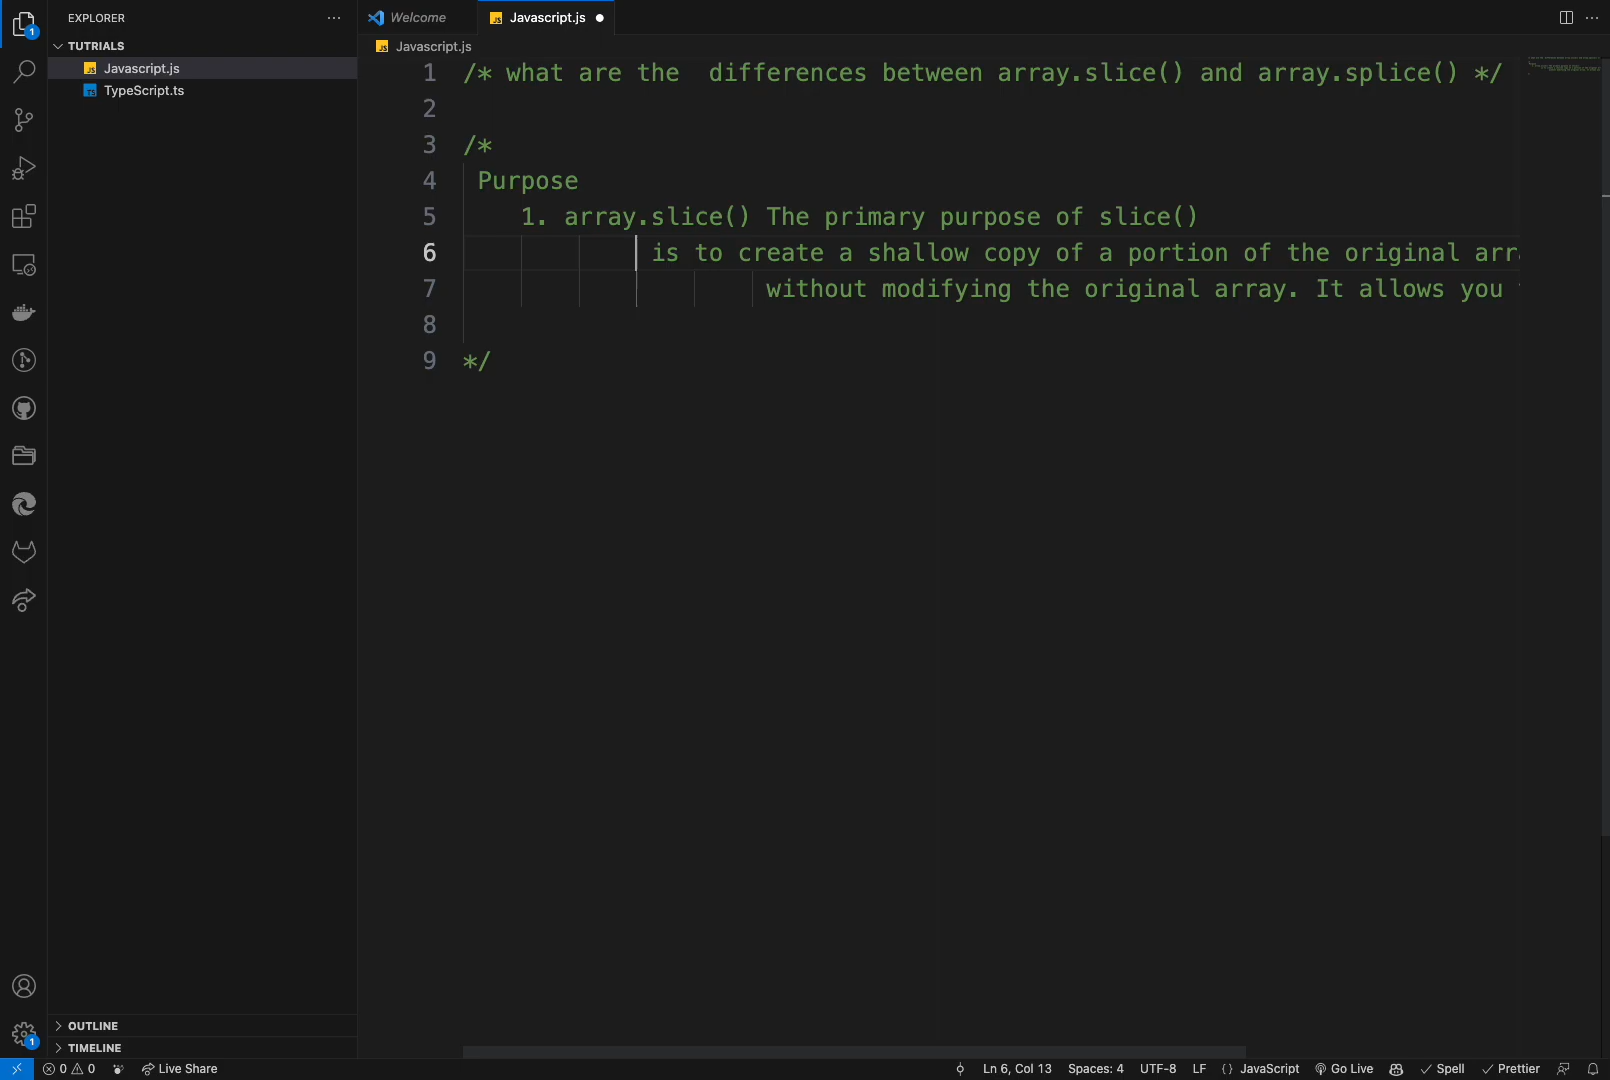 EXPLORER
Welcome
Javascript.js
TUTRIALS
Javascript.js
TypeScript.ts
Javascript.js
1 /* what are the  differences between array.slice() and array.splice() */
2
3 /*
4 Purpose
5 1. array.slice() The primary purpose of slice()
6 is to create a shallow copy of a portion of the original arr
7 without modifying the original array. It allows you
8
9 */
1
1
OUTLINE
TIMELINE
0 0 Live Share Ln 6, Col 13 Spaces: 4 UTF-8 LF {} JavaScript Go Live Spell Prettier